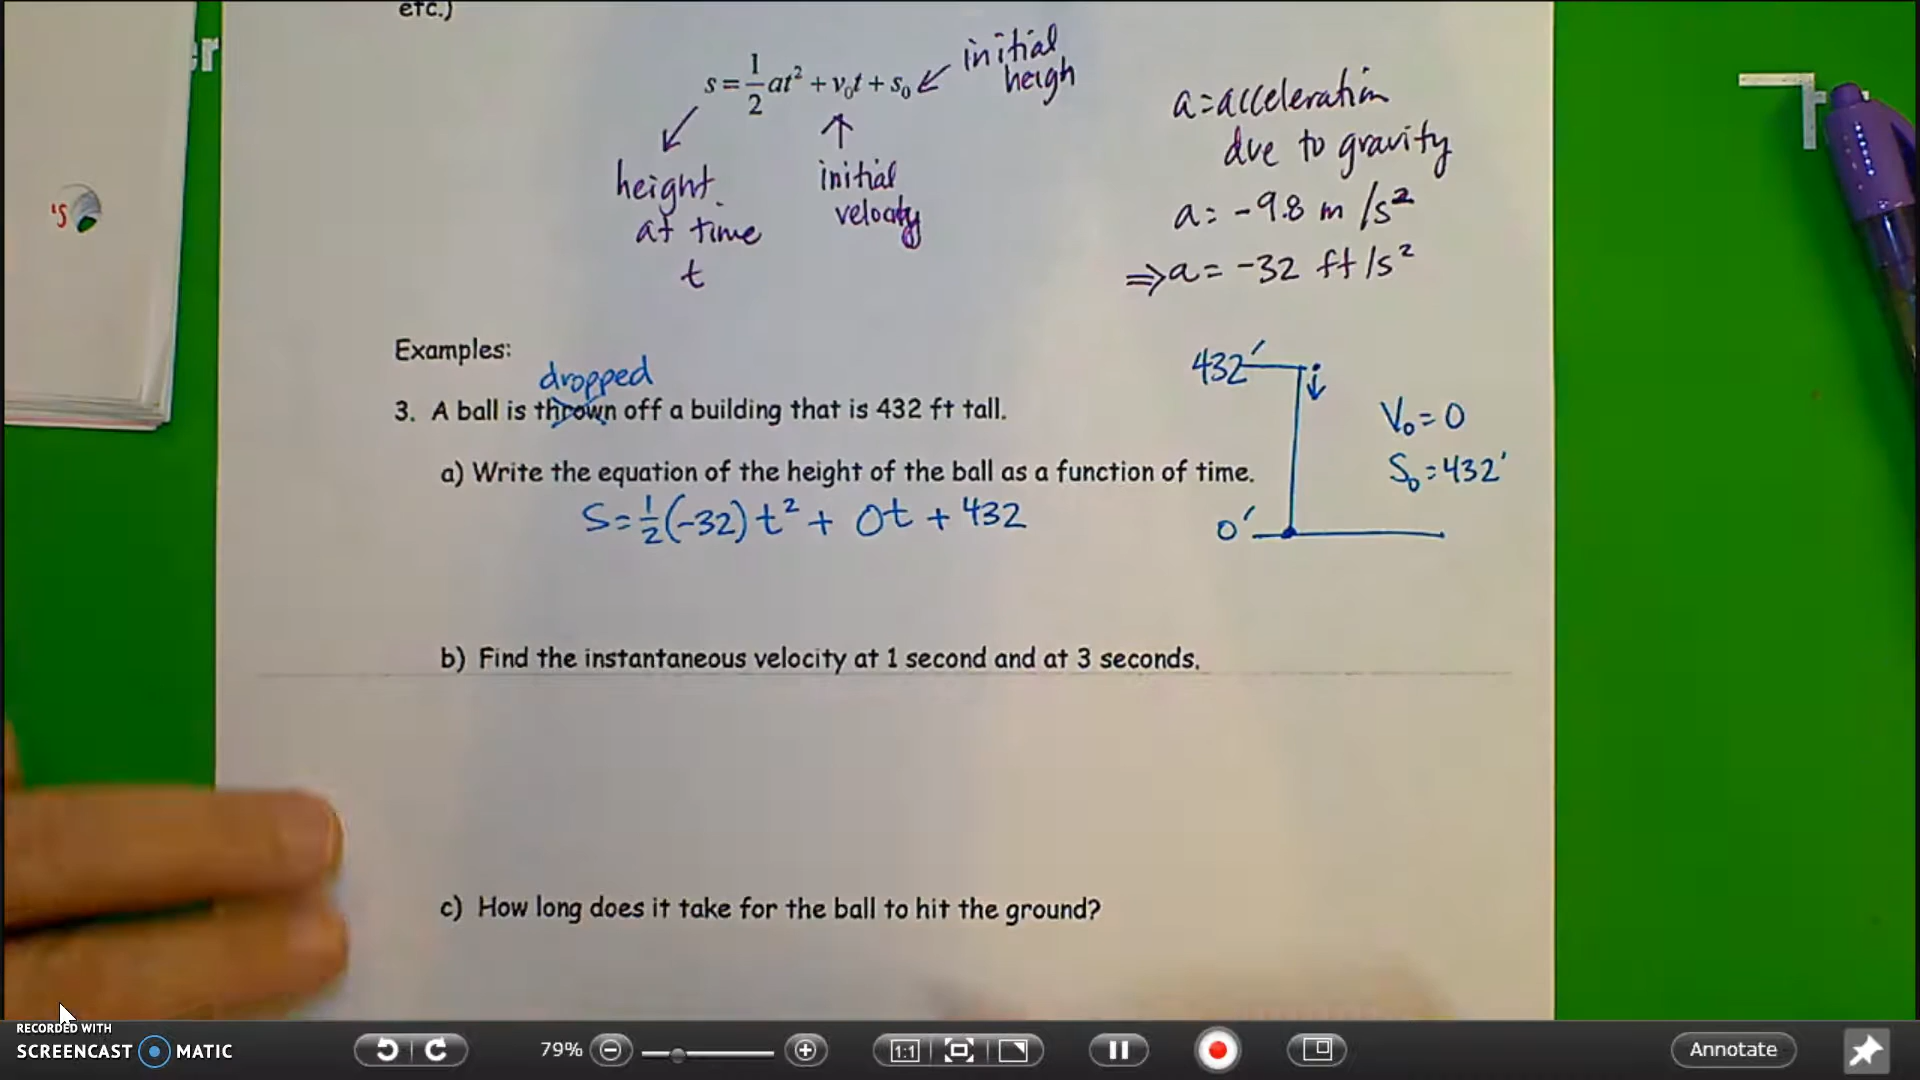 etc.)
er
initial
heigh
s = 1/2 at² + v₀t + s₀
a = acceleration
due to gravity
height
at time
t
initial
velocity
a = -9.8 m/s²
⇒ a = -32 ft/s²
's
Examples:
dropped
3. A ball is thrown off a building that is 432 ft tall.
432'
V₀ = 0
S₀ = 432'
a) Write the equation of the height of the ball as a function of time.
S = 1/2 (-32) t² + 0t + 432
0'
b) Find the instantaneous velocity at 1 second and at 3 seconds.
c) How long does it take for the ball to hit the ground?
RECORDED WITH
SCREENCAST MATIC
79%
1:1
Annotate